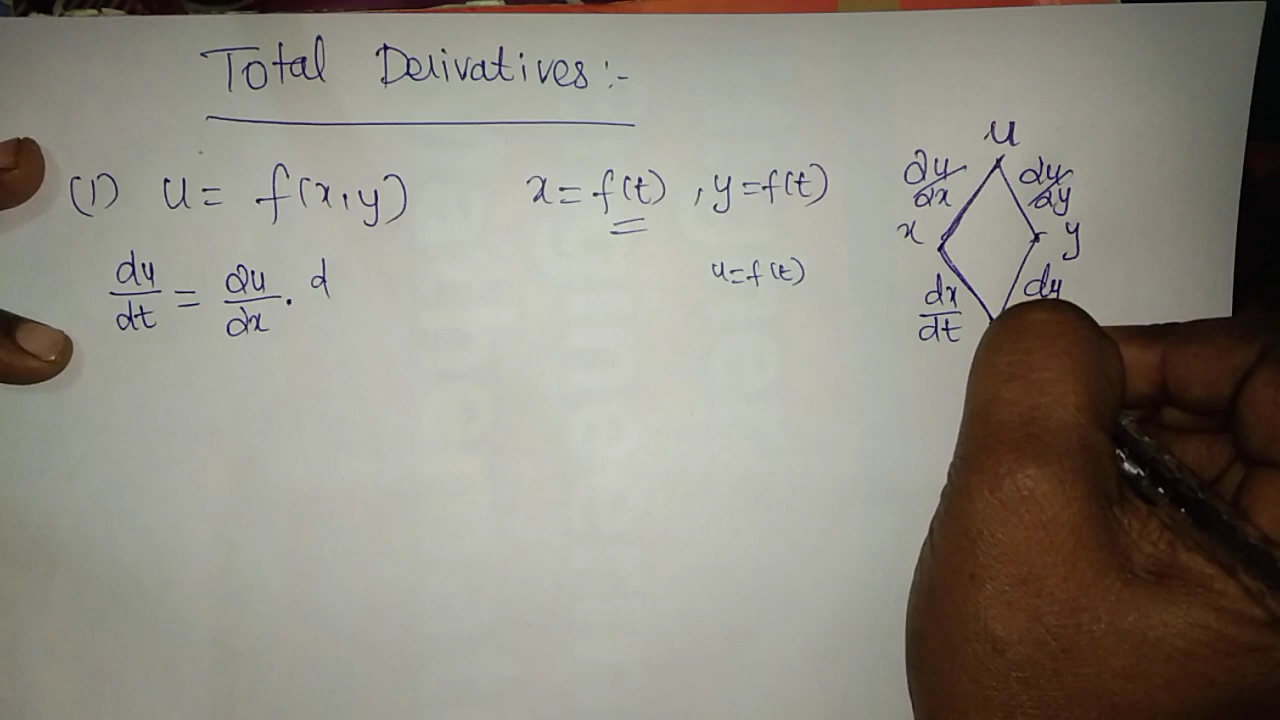 Total Derivatives :-
(1) u = f(x,y)
x = f(t) , y = f(t)
du/dt = ∂u/∂x . d
u = f(t)
u
∂u/∂x ∂u/∂y
x y
dx/dt dy